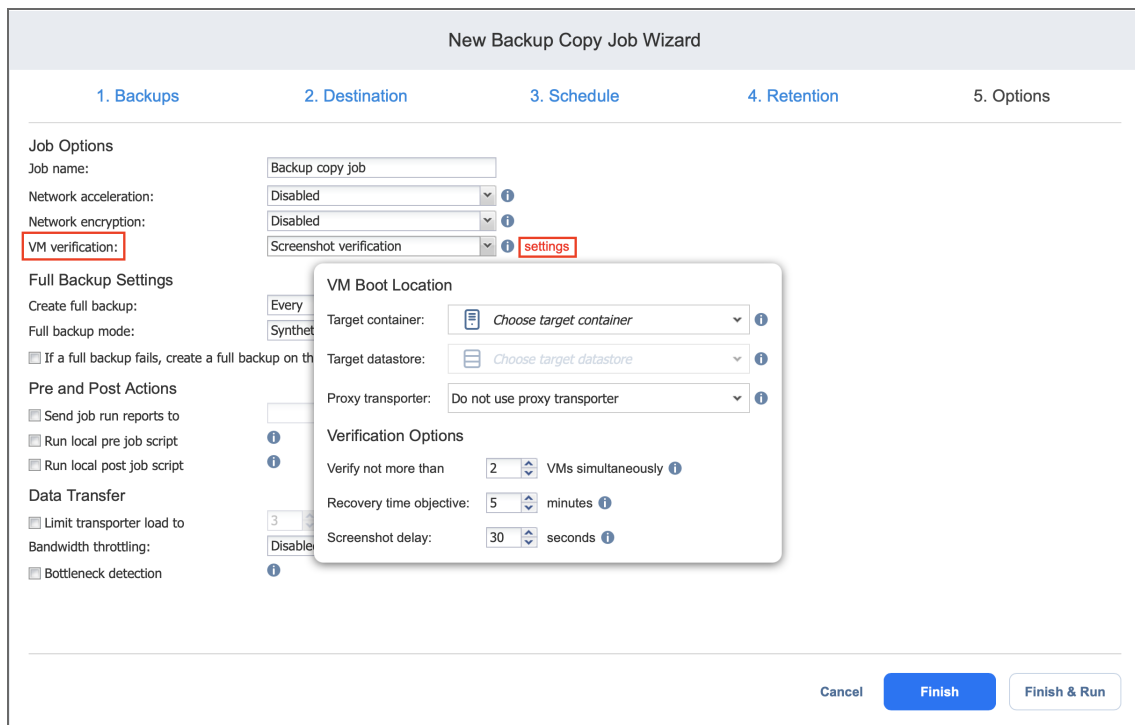 New Backup Copy Job Wizard
1. Backups 2. Destination 3. Schedule 4. Retention 5. Options
Job Options
Job name: Backup copy job
Network acceleration: Disabled
Network encryption: Disabled
VM verification: Screenshot verification settings
Full Backup Settings
Create full backup: Every
Full backup mode: Synthet
If a full backup fails, create a full backup on th
Pre and Post Actions
Send job run reports to
Run local pre job script
Run local post job script
Data Transfer
Limit transporter load to 3
Bandwidth throttling: Disable
Bottleneck detection
VM Boot Location
Target container: Choose target container
Target datastore: Choose target datastore
Proxy transporter: Do not use proxy transporter
Verification Options
Verify not more than 2 VMs simultaneously
Recovery time objective: 5 minutes
Screenshot delay: 30 seconds
Cancel Finish Finish & Run